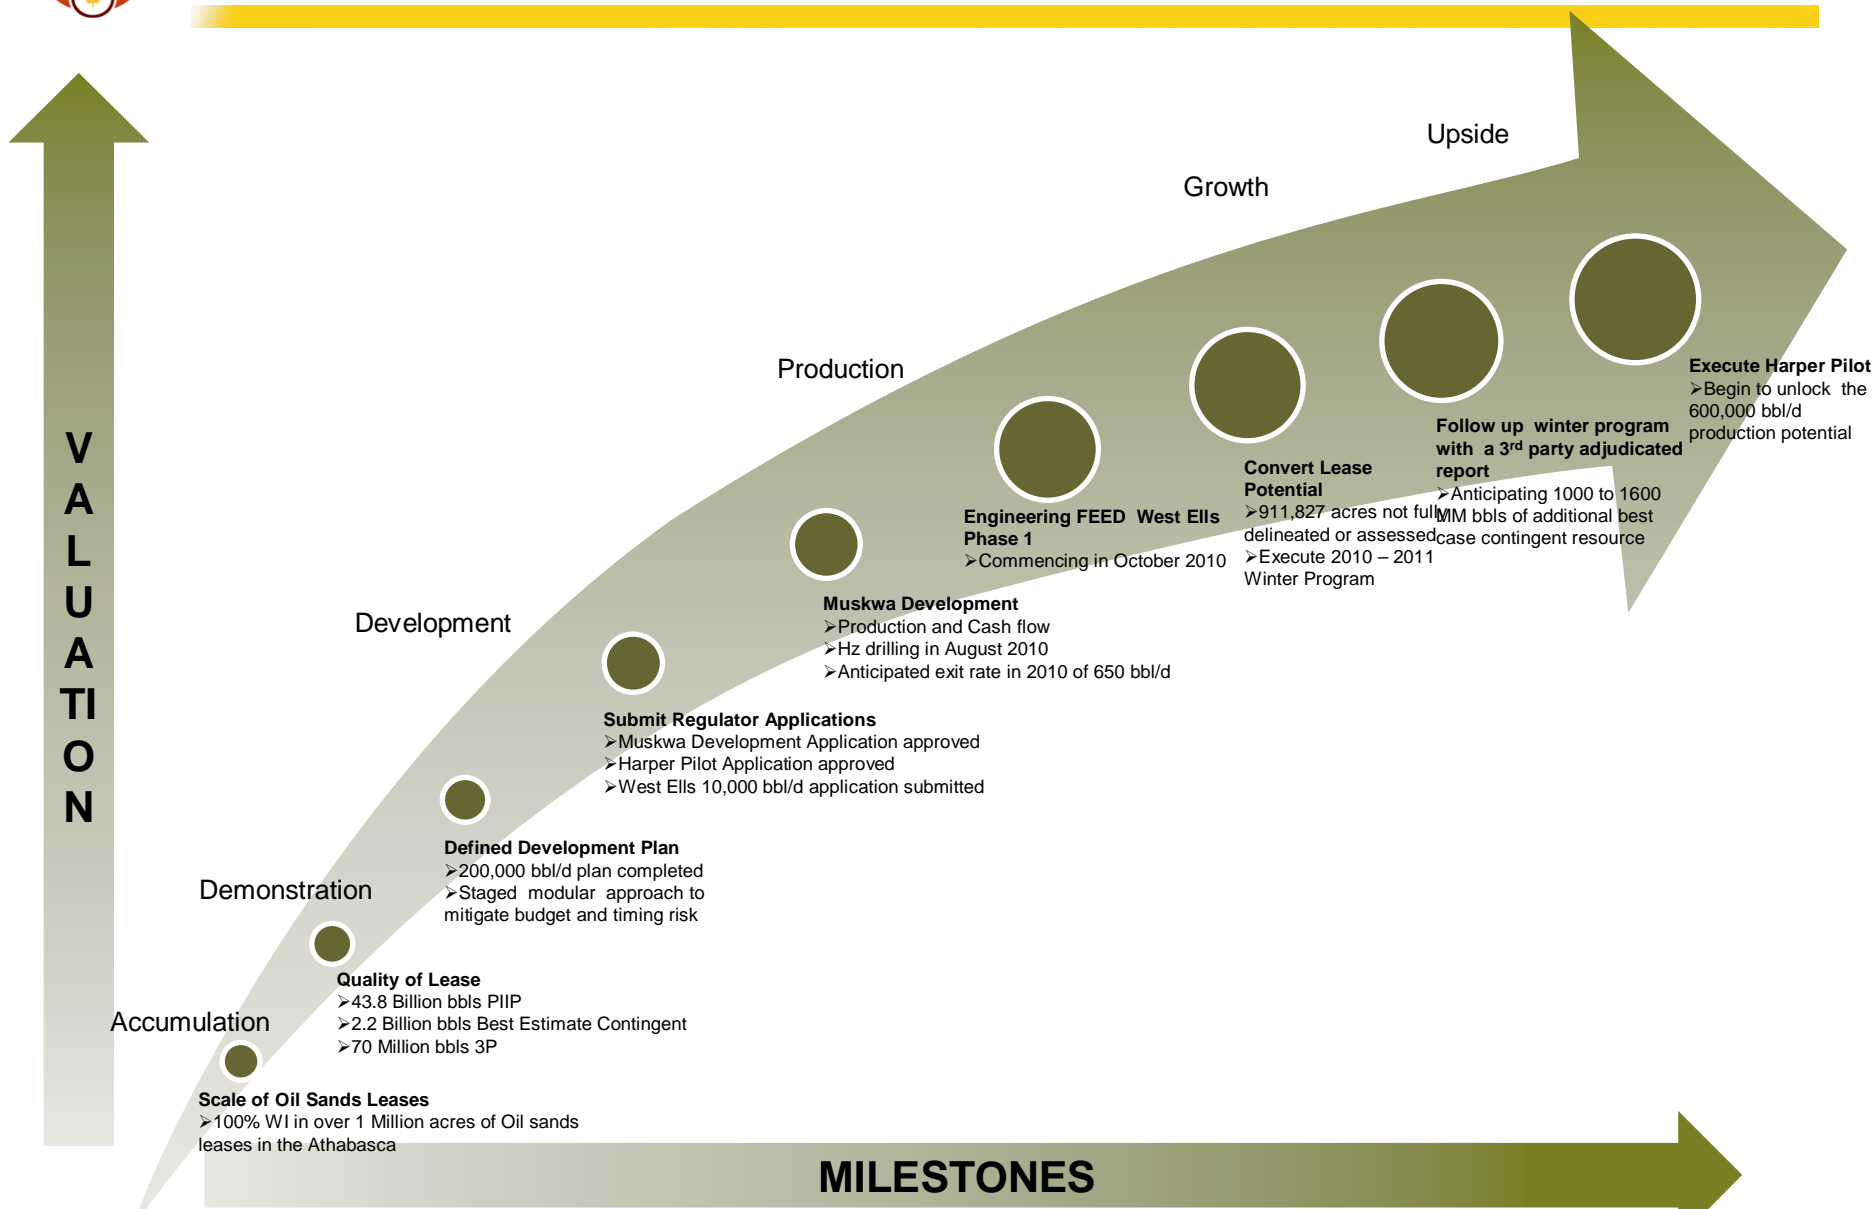 Upside
Growth
Production
Development
Demonstration
Accumulation
V
A
L
U
A
TI
O
N
Execute Harper Pilot
➢Begin to unlock the
600,000 bbl/d
production potential
Follow up winter program
with a 3rd party adjudicated
report
➢Anticipating 1000 to 1600
MM bbls of additional best
case contingent resource
Convert Lease
Potential
➢911,827 acres not fully
delineated or assessed
➢Execute 2010 – 2011
Winter Program
Engineering FEED West Ells
Phase 1
➢Commencing in October 2010
Muskwa Development
➢Production and Cash flow
➢Hz drilling in August 2010
➢Anticipated exit rate in 2010 of 650 bbl/d
Submit Regulator Applications
➢Muskwa Development Application approved
➢Harper Pilot Application approved
➢West Ells 10,000 bbl/d application submitted
Defined Development Plan
➢200,000 bbl/d plan completed
➢Staged modular approach to
mitigate budget and timing risk
Quality of Lease
➢43.8 Billion bbls PIIP
➢2.2 Billion bbls Best Estimate Contingent
➢70 Million bbls 3P
Scale of Oil Sands Leases
➢100% WI in over 1 Million acres of Oil sands
leases in the Athabasca
MILESTONES